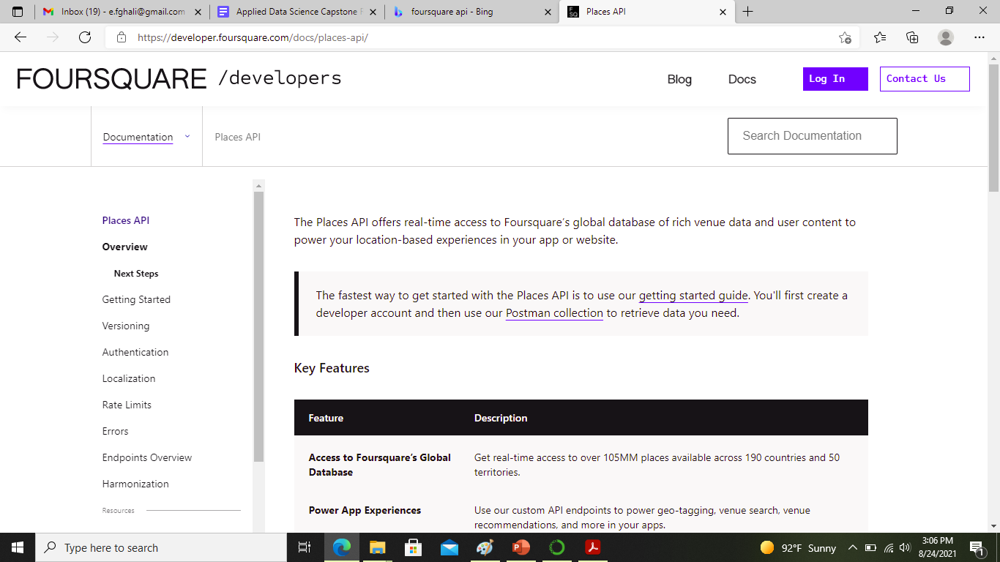 Inbox (19) - e.fghali@gmail.com
Applied Data Science Capstone
foursquare api - Bing
Places API
https://developer.foursquare.com/docs/places-api/
FOURSQUARE /developers
Blog
Docs
Log In
Contact Us
Documentation
Places API
Search Documentation
Places API
Overview
Next Steps
Getting Started
Versioning
Authentication
Localization
Rate Limits
Errors
Endpoints Overview
Harmonization
Resources
The Places API offers real-time access to Foursquare's global database of rich venue data and user content to
power your location-based experiences in your app or website.
The fastest way to get started with the Places API is to use our getting started guide. You'll first create a
developer account and then use our Postman collection to retrieve data you need.
Key Features
Feature Description
Access to Foursquare's Global Get real-time access to over 105MM places available across 190 countries and 50
Database territories.
Power App Experiences Use our custom API endpoints to power geo-tagging, venue search, venue
recommendations, and more in your apps.
Type here to search
92°F Sunny
3:06 PM
8/24/2021
1